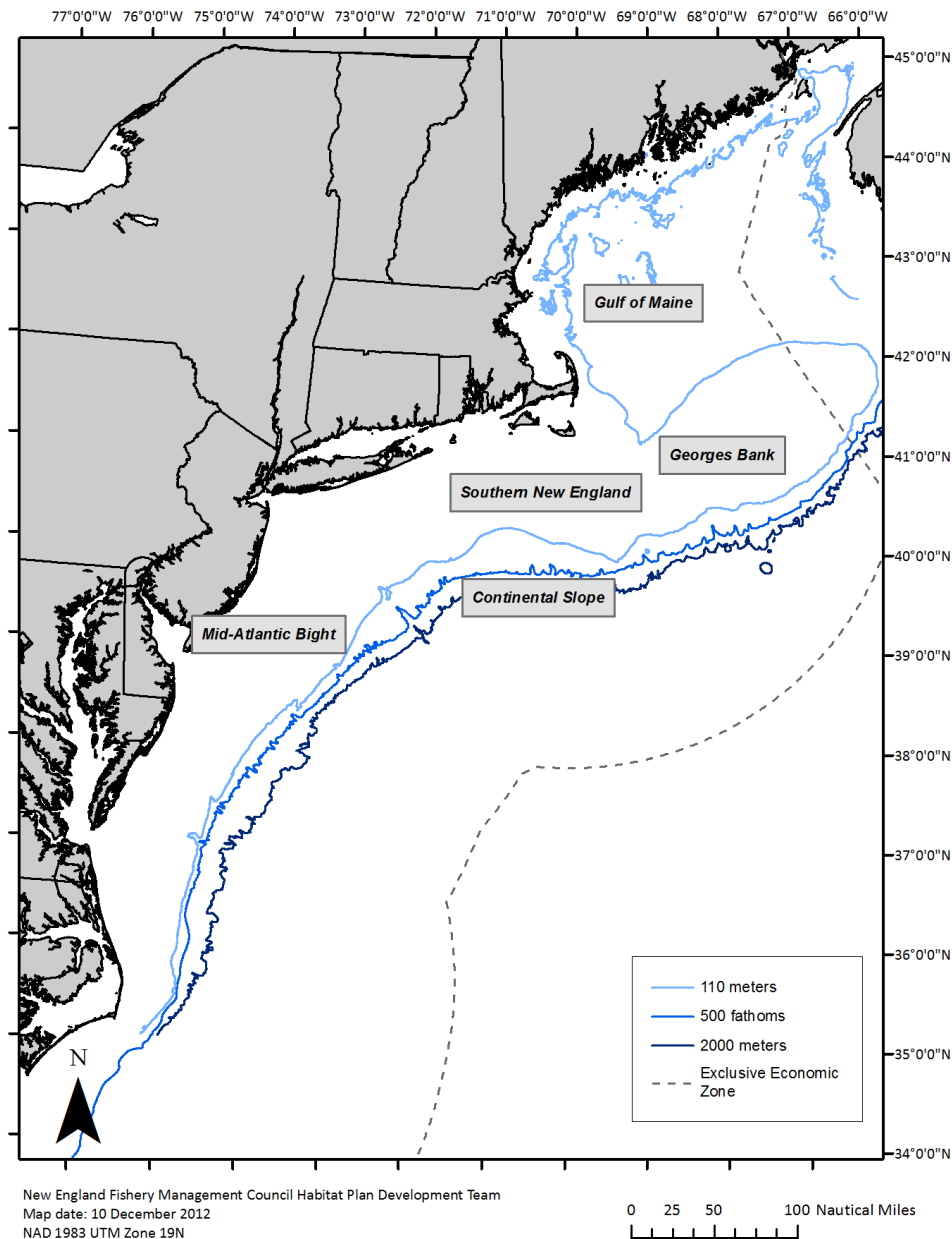 77°0'0"W 76°0'0"W 75°0'0"W 74°0'0"W 73°0'0"W 72°0'0"W 71°0'0"W 70°0'0"W 69°0'0"W 68°0'0"W 67°0'0"W 66°0'0"W
45°0'0"N
44°0'0"N
43°0'0"N
Gulf of Maine
42°0'0"N
Georges Bank
41°0'0"N
Southern New England
40°0'0"N
Continental Slope
Mid-Atlantic Bight
39°0'0"N
38°0'0"N
37°0'0"N
36°0'0"N
110 meters
500 fathoms
2000 meters
Exclusive Economic
Zone
35°0'0"N
N
34°0'0"N
New England Fishery Management Council Habitat Plan Development Team
Map date: 10 December 2012
NAD 1983 UTM Zone 19N
0 25 50 100 Nautical Miles